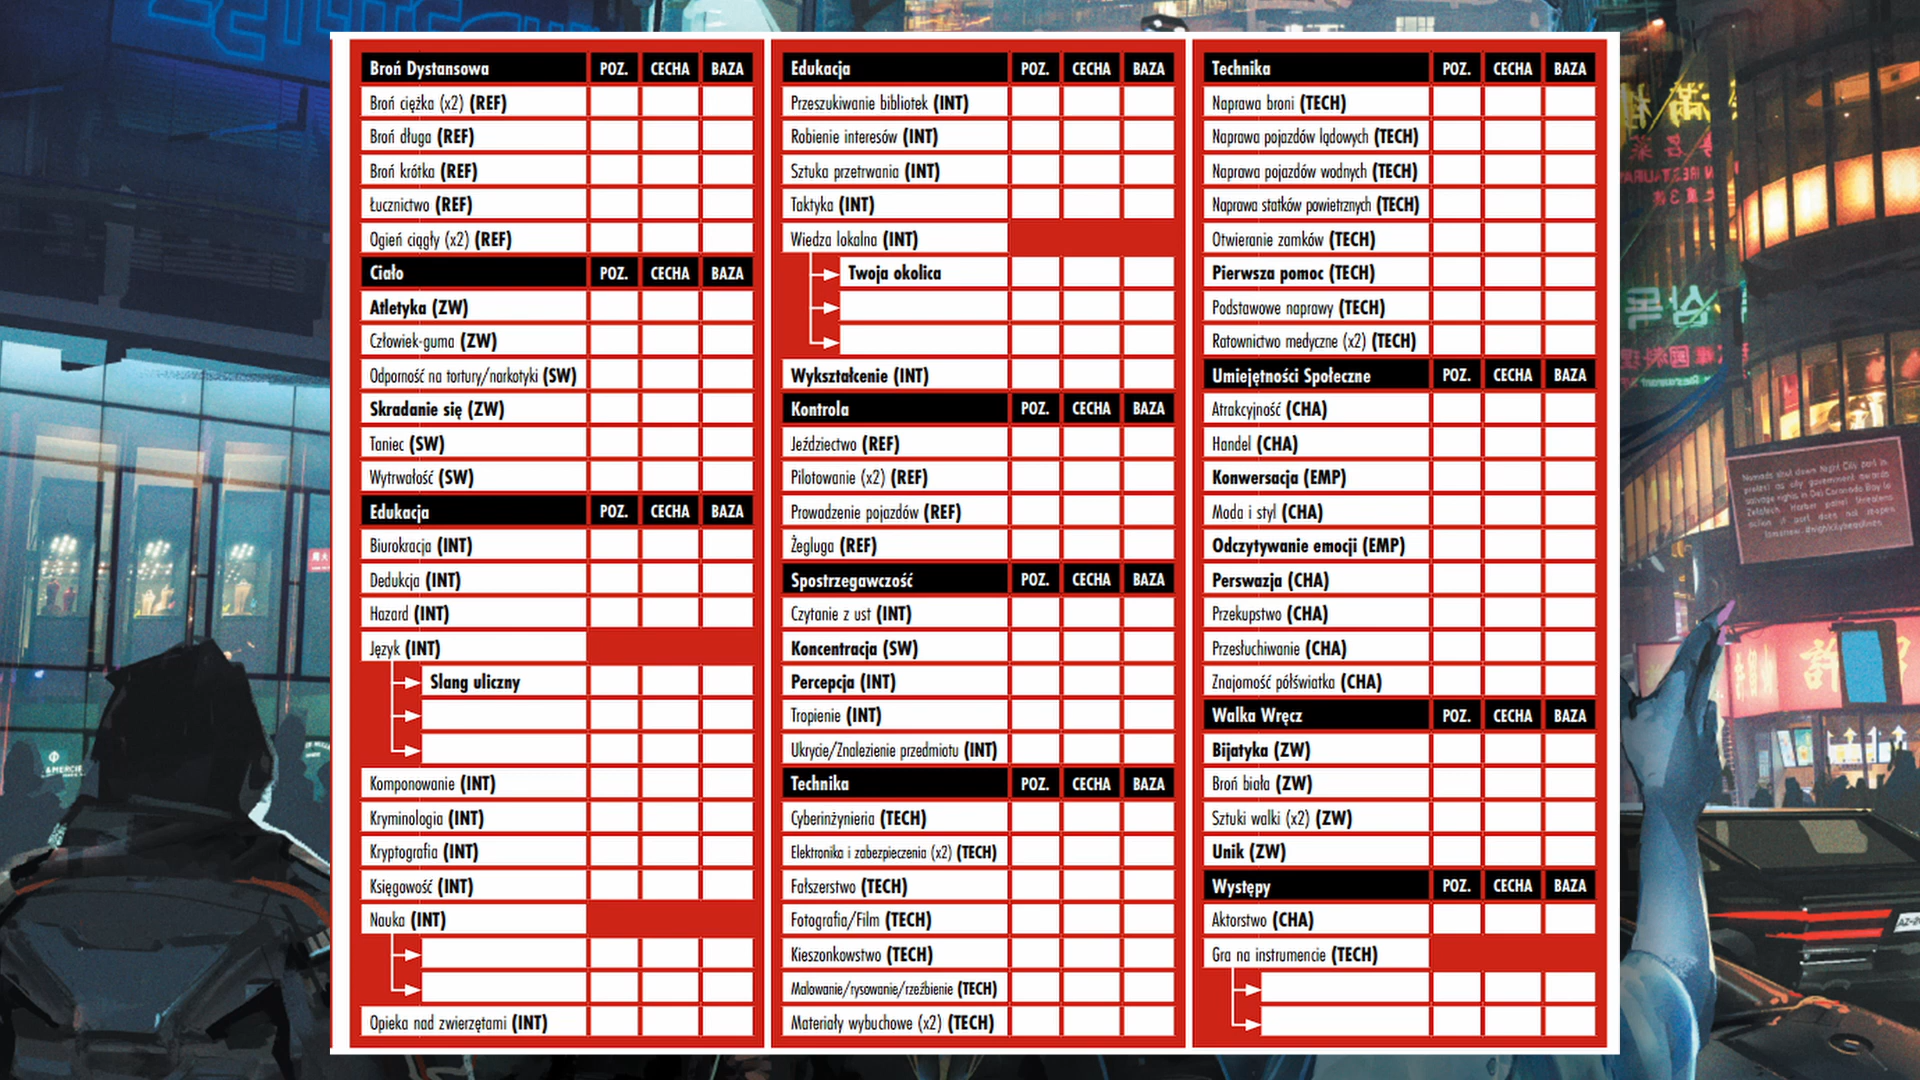 Broń Dystansowa POZ. CECHA BAZA
Broń ciężka (x2) (REF)
Broń długa (REF)
Broń krótka (REF)
Łucznictwo (REF)
Ogień ciągły (x2) (REF)
Ciało POZ. CECHA BAZA
Atletyka (ZW)
Człowiek-guma (ZW)
Odporność na tortury/narkotyki (SW)
Skradanie się (ZW)
Taniec (SW)
Wytrwałość (SW)
Edukacja POZ. CECHA BAZA
Biurokracja (INT)
Dedukcja (INT)
Hazard (INT)
Język (INT)
Slang uliczny
Komponowanie (INT)
Kryminologia (INT)
Kryptografia (INT)
Księgowość (INT)
Nauka (INT)
Opieka nad zwierzętami (INT)
Edukacja POZ. CECHA BAZA
Przeszukiwanie bibliotek (INT)
Robienie interesów (INT)
Sztuka przetrwania (INT)
Taktyka (INT)
Wiedza lokalna (INT)
Twoja okolica
Wykształcenie (INT)
Kontrola POZ. CECHA BAZA
Jeździectwo (REF)
Pilotowanie (x2) (REF)
Prowadzenie pojazdów (REF)
Żegluga (REF)
Spostrzegawczość POZ. CECHA BAZA
Czytanie z ust (INT)
Koncentracja (SW)
Percepcja (INT)
Tropienie (INT)
Ukrycie/Znalezienie przedmiotu (INT)
Technika POZ. CECHA BAZA
Cyberinżynieria (TECH)
Elektronika i zabezpieczenia (x2) (TECH)
Fałszerstwo (TECH)
Fotografia/Film (TECH)
Kieszonkowstwo (TECH)
Malowanie/rysowanie/rzeźbienie (TECH)
Materiały wybuchowe (x2) (TECH)
Technika POZ. CECHA BAZA
Naprawa broni (TECH)
Naprawa pojazdów lądowych (TECH)
Naprawa pojazdów wodnych (TECH)
Naprawa statków powietrznych (TECH)
Otwieranie zamków (TECH)
Pierwsza pomoc (TECH)
Podstawowe naprawy (TECH)
Ratownictwo medyczne (x2) (TECH)
Umiejętności Społeczne POZ. CECHA BAZA
Atrakcyjność (CHA)
Handel (CHA)
Konwersacja (EMP)
Moda i styl (CHA)
Odczytywanie emocji (EMP)
Perswazja (CHA)
Przekupstwo (CHA)
Przesłuchiwanie (CHA)
Znajomość półświatka (CHA)
Walka Wręcz POZ. CECHA BAZA
Bijatyka (ZW)
Broń biała (ZW)
Sztuki walki (x2) (ZW)
Unik (ZW)
Występy POZ. CECHA BAZA
Aktorstwo (CHA)
Gra na instrumencie (TECH)